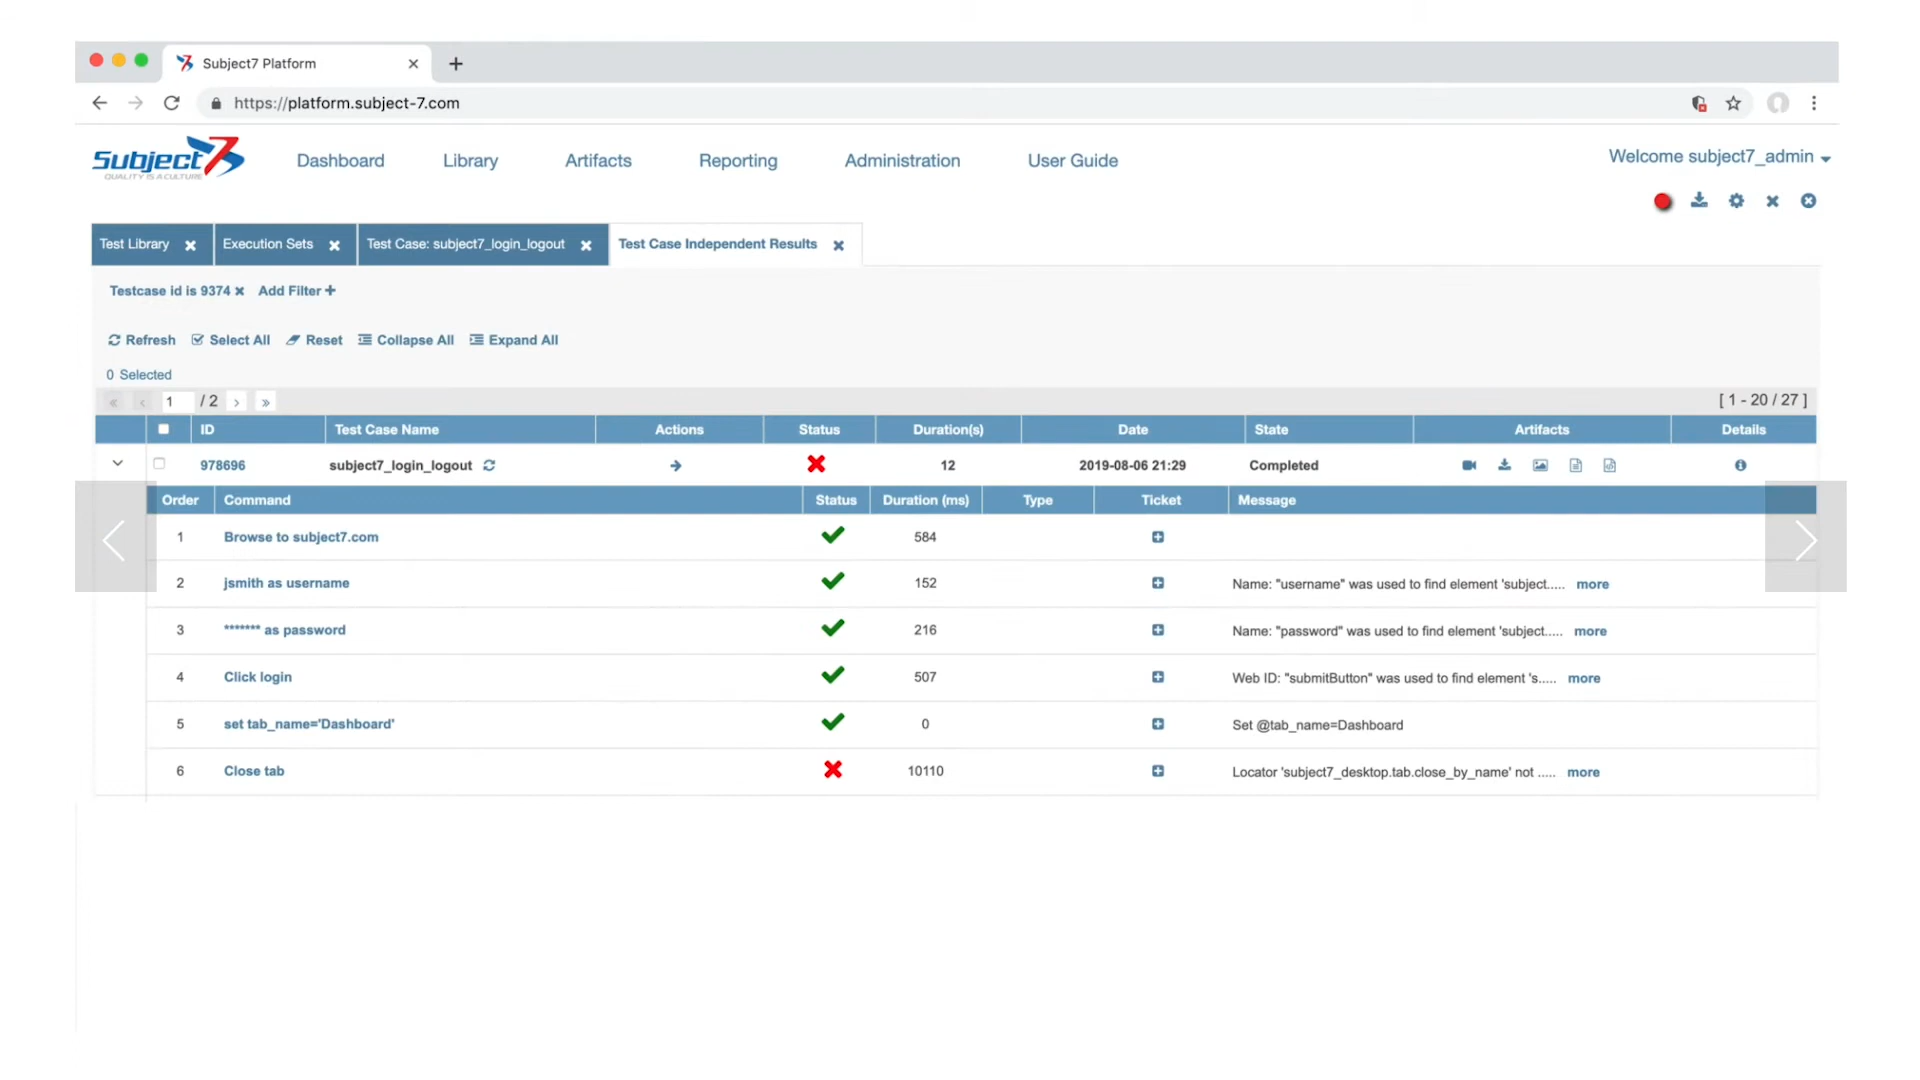 Subject7 Platform
https://platform.subject-7.com
Subject7 Dashboard Library Artifacts Reporting Administration User Guide Welcome subject7_admin
QUALITY IS A CULTURE
Test Library Execution Sets Test Case: subject7_login_logout Test Case Independent Results
Testcase id is 9374 Add Filter
Refresh Select All Reset Collapse All Expand All
0 Selected
« ‹ 1 / 2 › » [ 1 - 20 / 27 ]
ID Test Case Name Actions Status Duration(s) Date State Artifacts Details
978696 subject7_login_logout 12 2019-08-06 21:29 Completed
Order Command Status Duration (ms) Type Ticket Message
1 Browse to subject7.com 584
2 jsmith as username 152 Name: "username" was used to find element 'subject..... more
3 ******* as password 216 Name: "password" was used to find element 'subject..... more
4 Click login 507 Web ID: "submitButton" was used to find element 's..... more
5 set tab_name='Dashboard' 0 Set @tab_name=Dashboard
6 Close tab 10110 Locator 'subject7_desktop.tab.close_by_name' not ..... more